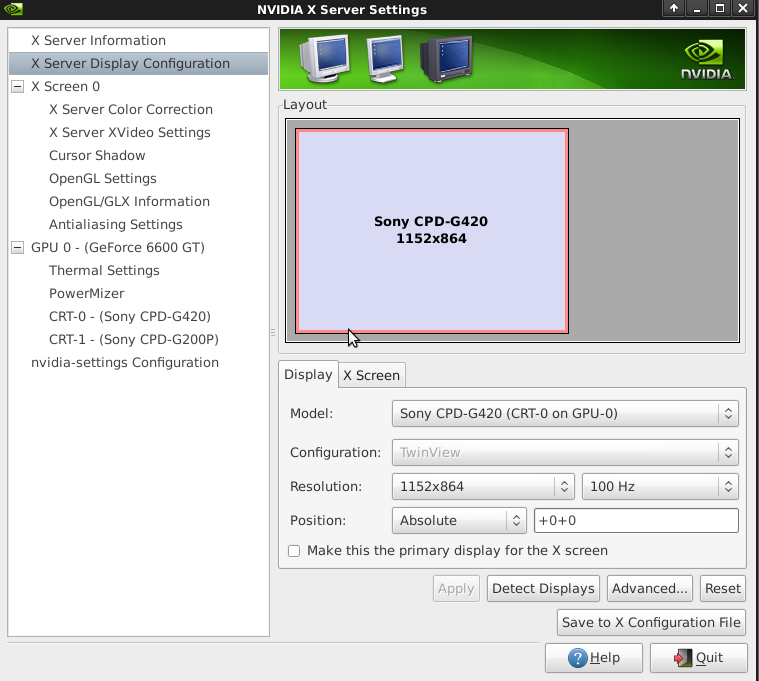 NVIDIA X Server Settings
X Server Information
X Server Display Configuration
X Screen 0
X Server Color Correction
X Server XVideo Settings
Cursor Shadow
OpenGL Settings
OpenGL/GLX Information
Antialiasing Settings
GPU 0 - (GeForce 6600 GT)
Thermal Settings
PowerMizer
CRT-0 - (Sony CPD-G420)
CRT-1 - (Sony CPD-G200P)
nvidia-settings Configuration
NVIDIA.
Layout
Sony CPD-G420
1152x864
Display
X Screen
Model: Sony CPD-G420 (CRT-0 on GPU-0)
Configuration: TwinView
Resolution: 1152x864 100 Hz
Position: Absolute +0+0
Make this the primary display for the X screen
Apply Detect Displays Advanced... Reset
Save to X Configuration File
Help Quit